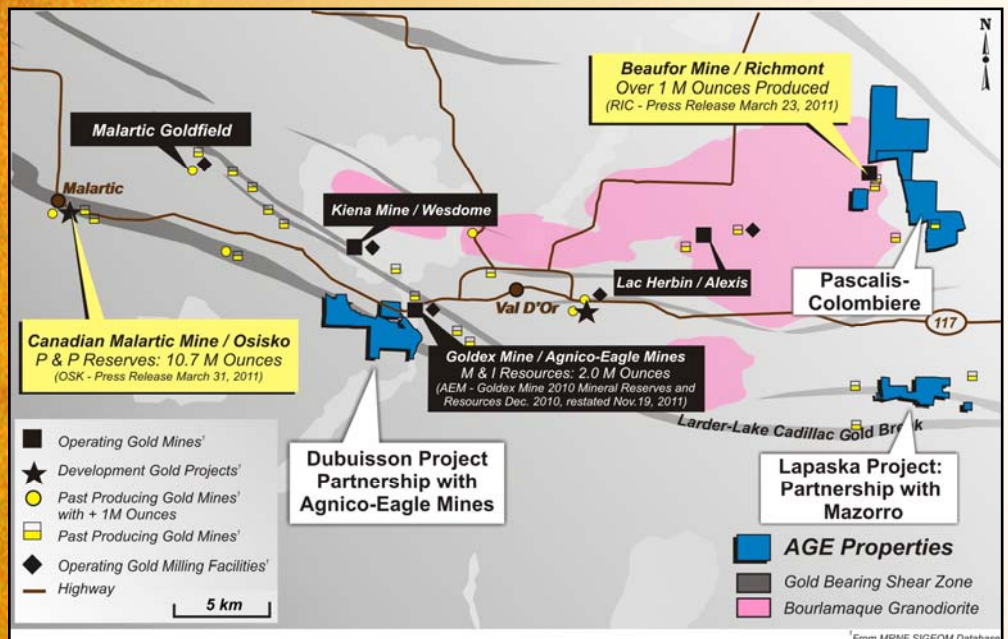 N
Beaufor Mine / Richmont
Over 1 M Ounces Produced
(RIC - Press Release March 23, 2011)
Malartic Goldfield
Malartic
Kiena Mine / Wesdome
Lac Herbin / Alexis
Pascalis-
Colombiere
Val D'Or
117
Canadian Malartic Mine / Osisko
P & P Reserves: 10.7 M Ounces
(OSK - Press Release March 31, 2011)
Goldex Mine / Agnico-Eagle Mines
M & I Resources: 2.0 M Ounces
(AEM - Goldex Mine 2010 Mineral Reserves and
Resources Dec. 2010, restated Nov.19, 2011)
Larder-Lake Cadillac Gold Break
Dubuisson Project
Partnership with
Agnico-Eagle Mines
Lapaska Project:
Partnership with
Mazorro
Operating Gold Mines¹
Development Gold Projects¹
Past Producing Gold Mines¹
with + 1M Ounces
Past Producing Gold Mines¹
Operating Gold Milling Facilities¹
Highway
5 km
AGE Properties
Gold Bearing Shear Zone
Bourlamaque Granodiorite
¹From MRNF SIGEOM Database